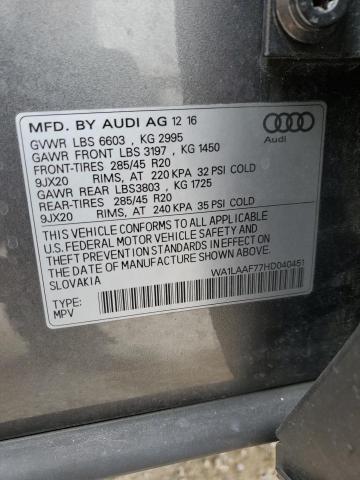 MFD. BY AUDI AG 12 16
GVWR LBS 6603 , KG 2995
GAWR FRONT LBS 3197 , KG 1450
FRONT-TIRES 285/45 R20
9JX20 RIMS, AT 220 KPA 32 PSI COLD
GAWR REAR LBS3803 , KG 1725
REAR-TIRES 285/45 R20
9JX20 RIMS, AT 240 KPA 35 PSI COLD
Audi
THIS VEHICLE CONFORMS TO ALL APPLICABLE
U.S. FEDERAL MOTOR VEHICLE SAFETY AND
THEFT PREVENTION STANDARDS IN EFFECT ON
THE DATE OF MANUFACTURE SHOWN ABOVE.
SLOVAKIA WA1LAAF77HD040451
TYPE:
MPV